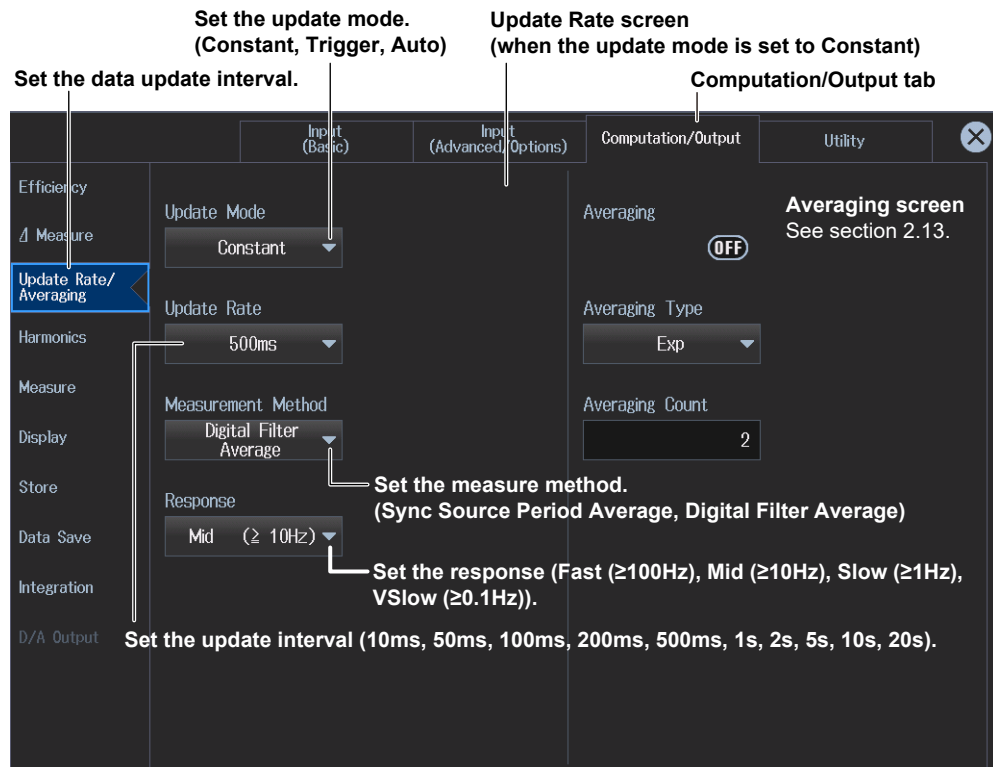 Set the update mode.
(Constant, Trigger, Auto)
Update Rate screen
(when the update mode is set to Constant)
Set the data update interval.
Computation/Output tab
Input
(Basic)
Input
(Advanced/Options)
Computation/Output
Utility
Efficiency
Δ Measure
Update Rate/
Averaging
Harmonics
Measure
Display
Store
Data Save
Integration
D/A Output
Update Mode
Constant
Update Rate
500ms
Measurement Method
Digital Filter
Average
Set the measure method.
(Sync Source Period Average, Digital Filter Average)
Response
Mid (≧ 10Hz)
Set the response (Fast (≥100Hz), Mid (≥10Hz), Slow (≥1Hz),
VSlow (≥0.1Hz)).
Set the update interval (10ms, 50ms, 100ms, 200ms, 500ms, 1s, 2s, 5s, 10s, 20s).
Averaging
OFF
Averaging screen
See section 2.13.
Averaging Type
Exp
Averaging Count
2